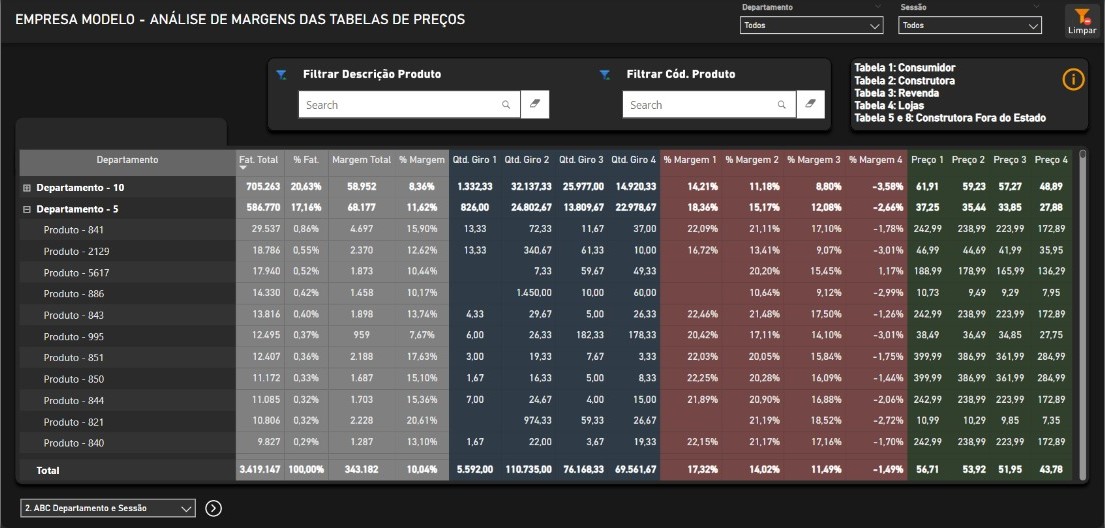 EMPRESA MODELO - ANÁLISE DE MARGENS DAS TABELAS DE PREÇOS
Departamento
Todos
Sessão
Todos
Limpar
Filtrar Descrição Produto
Search
Filtrar Cód. Produto
Search
Tabela 1: Consumidor
Tabela 2: Construtora
Tabela 3: Revenda
Tabela 4: Lojas
Tabela 5 e 8: Construtora Fora do Estado
Departamento Fat. Total % Fat. Margem Total % Margem Qtd. Giro 1 Qtd. Giro 2 Qtd. Giro 3 Qtd. Giro 4 % Margem 1 % Margem 2 % Margem 3 % Margem 4 Preço 1 Preço 2 Preço 3 Preço 4
Departamento - 10 705.263 20,63% 58.952 8,36% 1.332,33 32.137,33 25.977,00 14.920,33 14,21% 11,18% 8,80% -3,58% 61,91 59,23 57,27 48,89
Departamento - 5 586.770 17,16% 68.177 11,62% 826,00 24.802,67 13.809,67 22.978,67 18,36% 15,17% 12,08% -2,66% 37,25 35,44 33,85 27,88
Produto - 841 29.537 0,86% 4.697 15,90% 13,33 72,33 11,67 37,00 22,09% 21,11% 17,10% -1,78% 242,99 238,99 223,99 172,89
Produto - 2129 18.786 0,55% 2.370 12,62% 13,33 340,67 61,33 10,00 16,72% 13,41% 9,07% -3,01% 46,99 44,69 41,99 35,95
Produto - 5617 17.940 0,52% 1.873 10,44% 7,33 59,67 49,33 20,20% 15,45% 1,17% 188,99 178,99 165,99 136,29
Produto - 886 14.330 0,42% 1.458 10,17% 1.450,00 10,00 60,00 10,64% 9,12% -2,99% 10,73 9,49 9,29 7,95
Produto - 843 13.816 0,40% 1.898 13,74% 4,33 29,67 5,00 26,33 22,46% 21,48% 17,50% -1,26% 242,99 238,99 223,99 172,89
Produto - 995 12.495 0,37% 959 7,67% 6,00 26,33 182,33 178,33 20,42% 17,11% 14,10% -3,01% 38,49 36,49 34,85 27,75
Produto - 851 12.407 0,36% 2.188 17,63% 3,00 19,33 7,67 3,33 22,03% 20,05% 15,84% -1,75% 399,99 386,99 361,99 284,99
Produto - 850 11.172 0,33% 1.687 15,10% 1,67 16,33 5,00 8,33 22,25% 20,28% 16,09% -1,44% 399,99 386,99 361,99 284,99
Produto - 844 11.085 0,32% 1.703 15,36% 7,00 24,67 4,00 15,00 21,89% 20,90% 16,88% -2,06% 242,99 238,99 223,99 172,89
Produto - 821 10.806 0,32% 2.228 20,61% 974,33 59,33 26,67 21,19% 18,52% -2,72% 10,99 10,29 9,85 7,35
Produto - 840 9.827 0,29% 1.287 13,10% 1,67 22,00 3,67 19,33 22,15% 21,17% 17,16% -1,70% 242,99 238,99 223,99 172,89
Total 3.419.147 100,00% 343.182 10,04% 5.592,00 110.735,00 76.168,33 69.561,67 17,32% 14,02% 11,49% -1,49% 56,71 53,92 51,95 43,78
2. ABC Departamento e Sessão